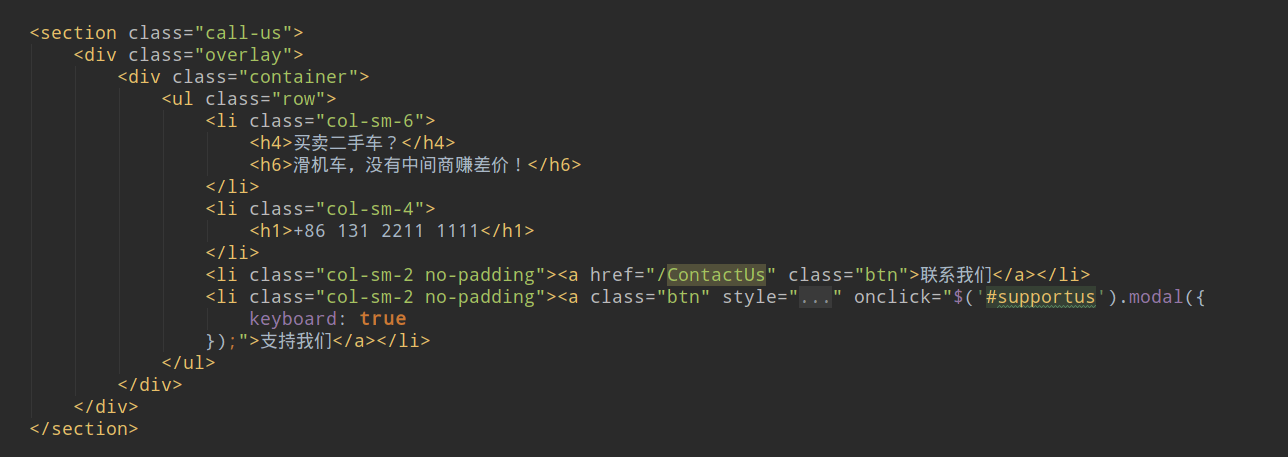 <section class="call-us">
<div class="overlay">
<div class="container">
<ul class="row">
<li class="col-sm-6">
<h4>买卖二手车？</h4>
<h6>滑机车，没有中间商赚差价！</h6>
</li>
<li class="col-sm-4">
<h1>+86 131 2211 1111</h1>
</li>
<li class="col-sm-2 no-padding"><a href="/ContactUs" class="btn">联系我们</a></li>
<li class="col-sm-2 no-padding"><a class="btn" style="..." onclick="$('#supportus').modal({
keyboard: true
});">支持我们</a></li>
</ul>
</div>
</div>
</section>